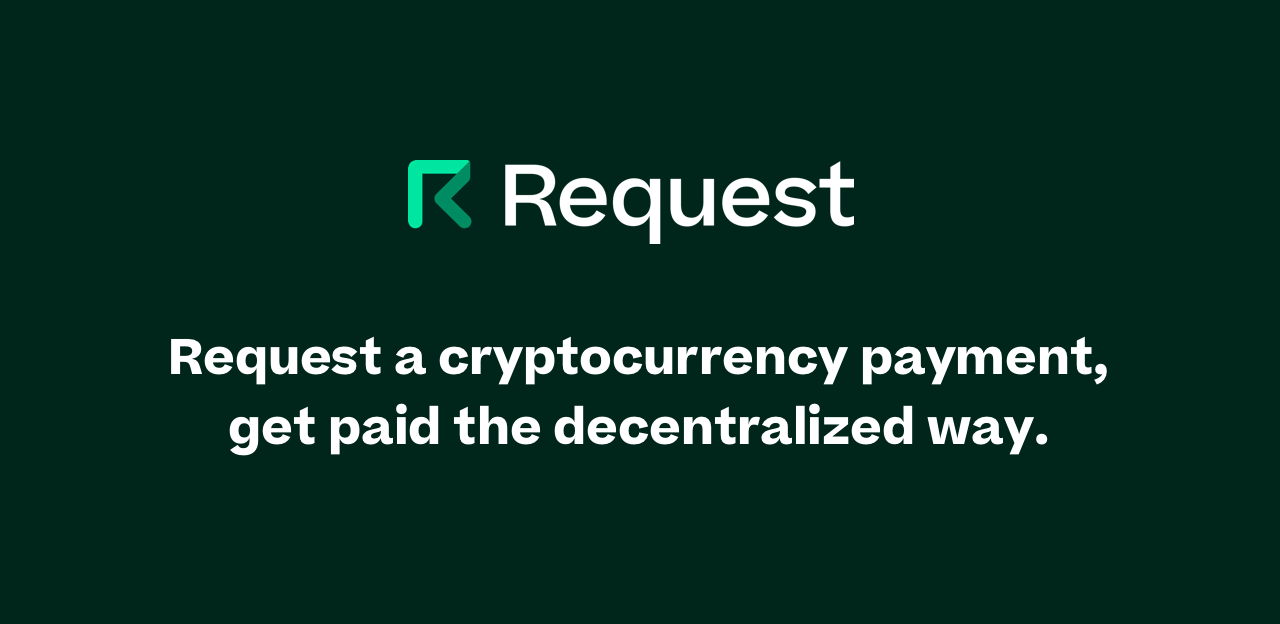 Request
Request a cryptocurrency payment,
get paid the decentralized way.